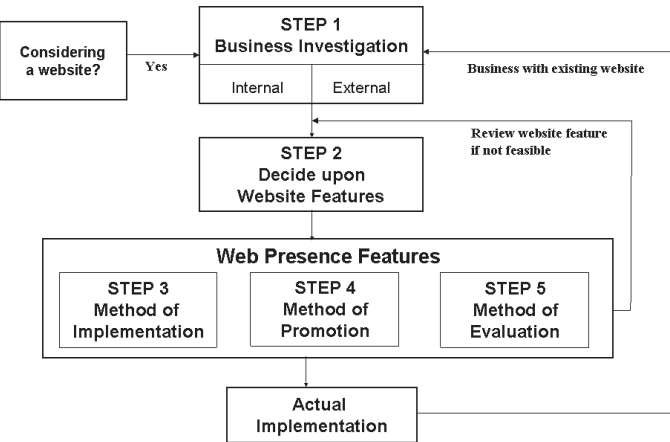 Considering
a website?
Yes
STEP 1
Business Investigation
Internal
External
Business with existing website
Review website feature
if not feasible
STEP 2
Decide upon
Website Features
Web Presence Features
STEP 3
Method of
Implementation
STEP 4
Method of
Promotion
STEP 5
Method of
Evaluation
Actual
Implementation